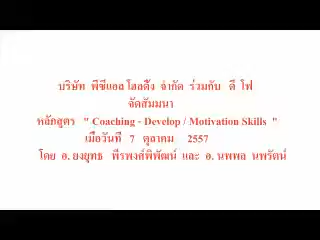 บริษัท พีซีแอล โฮลดิ้ง จำกัด ร่วมกับ ดี โฟ
จัดสัมมนา
หลักสูตร " Coaching - Develop / Motivation Skills "
เมื่อวันที่ 7 ตุลาคม 2557
โดย อ. ยงยุทธ พีรพงศ์พิพัฒน์ และ อ. นพพล นพรัตน์